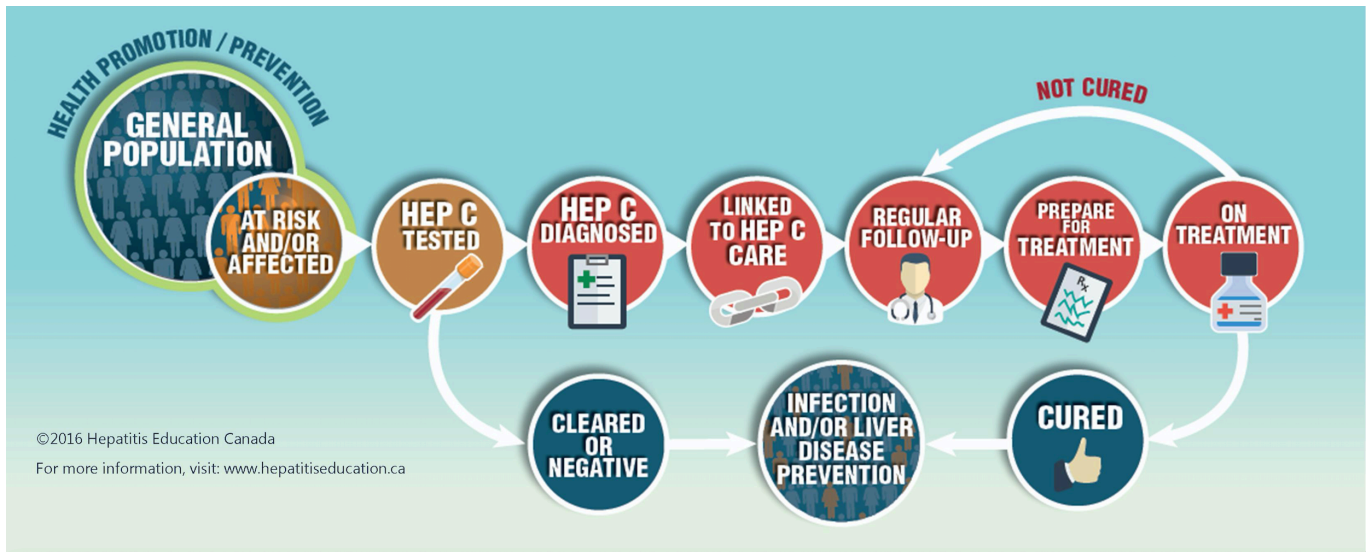 HEALTH PROMOTION / PREVENTION
GENERAL
POPULATION
AT RISK
AND/OR
AFFECTED
HEP C
TESTED
HEP C
DIAGNOSED
LINKED
TO HEP C
CARE
REGULAR
FOLLOW-UP
PREPARE
FOR
TREATMENT
Rx
ON
TREATMENT
NOT CURED
CLEARED
OR
NEGATIVE
INFECTION
AND/OR LIVER
DISEASE
PREVENTION
CURED
©2016 Hepatitis Education Canada
For more information, visit: www.hepatitiseducation.ca